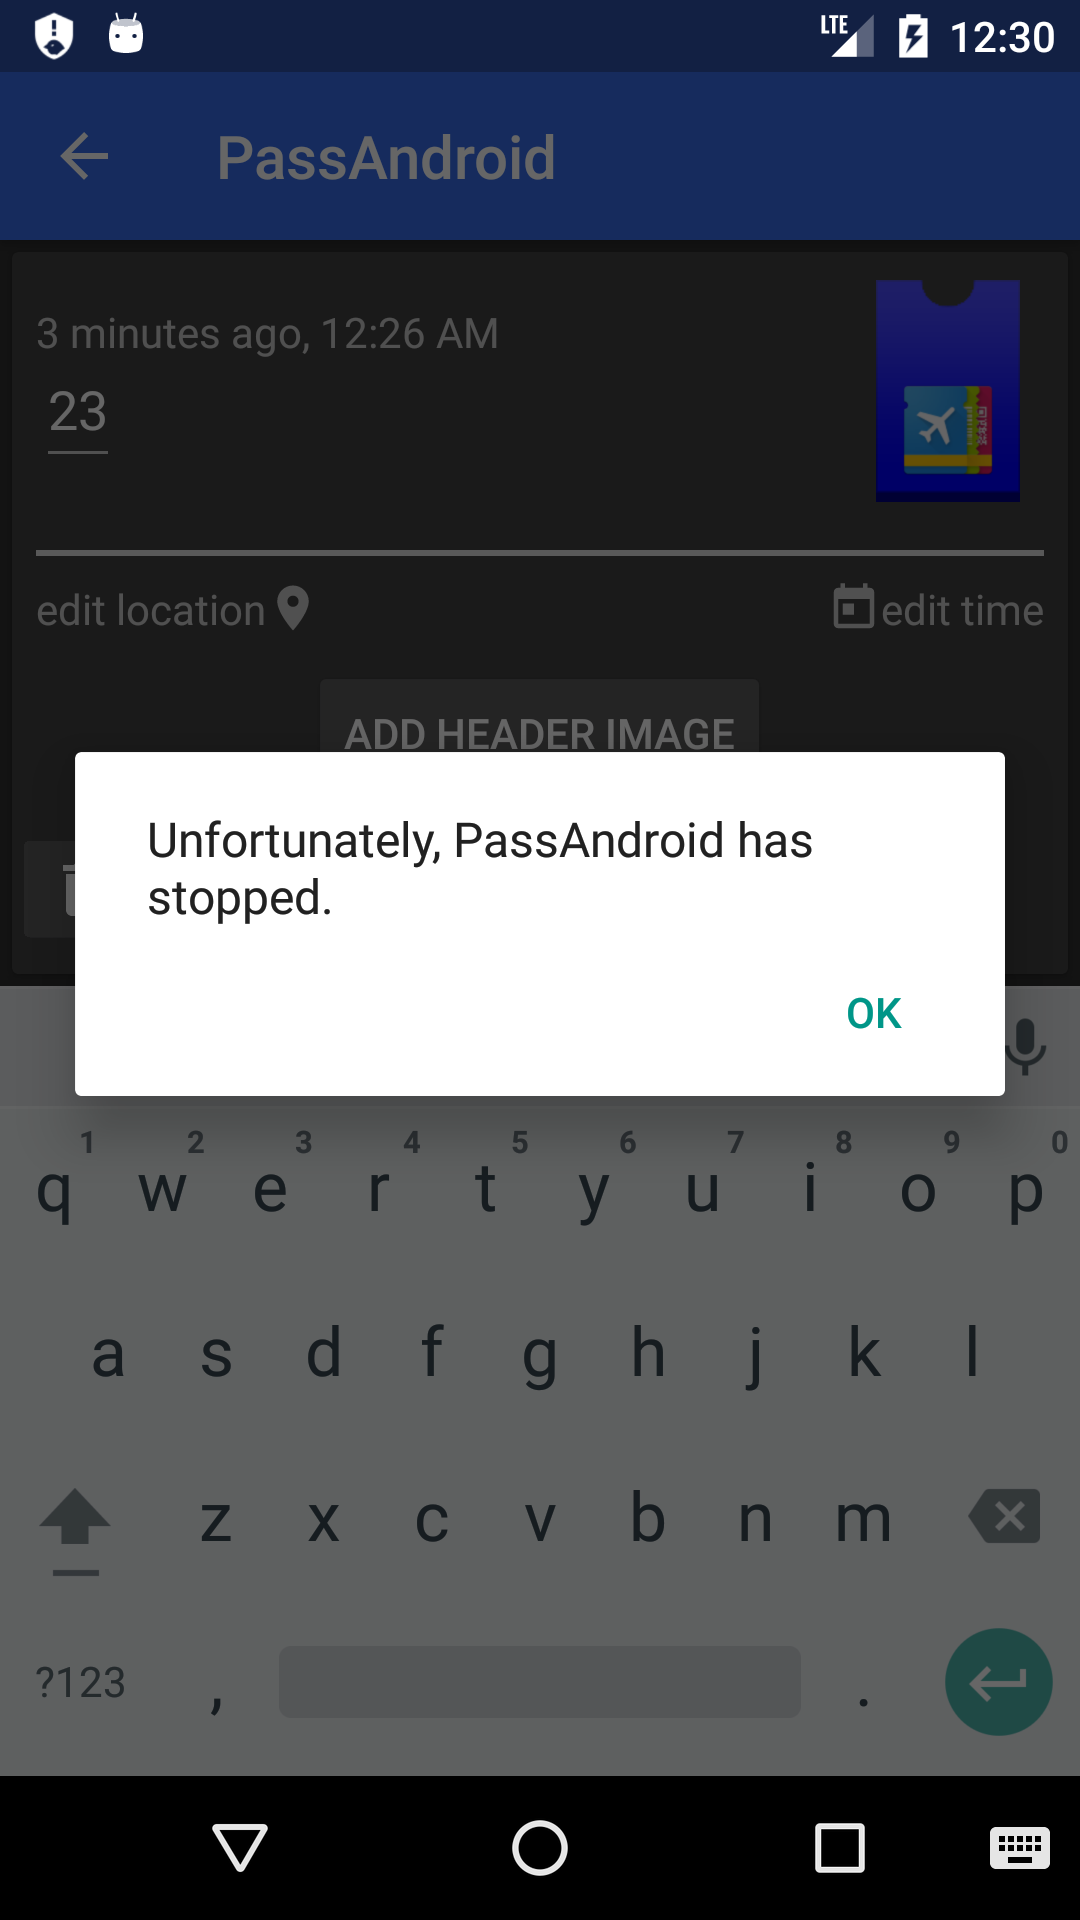 LTE 12:30
PassAndroid
3 minutes ago, 12:26 AM
23
edit location edit time
ADD HEADER IMAGE
Unfortunately, PassAndroid has
stopped.
OK
1 2 3 4 5 6 7 8 9 0
q w e r t y u i o p
a s d f g h j k l
z x c v b n m
?123 , .